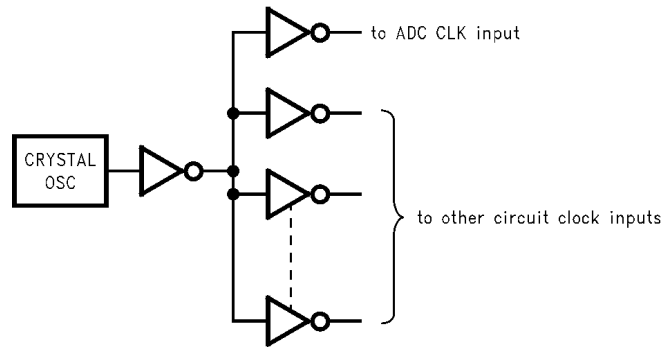 to ADC CLK input
CRYSTAL
OSC
to other circuit clock inputs